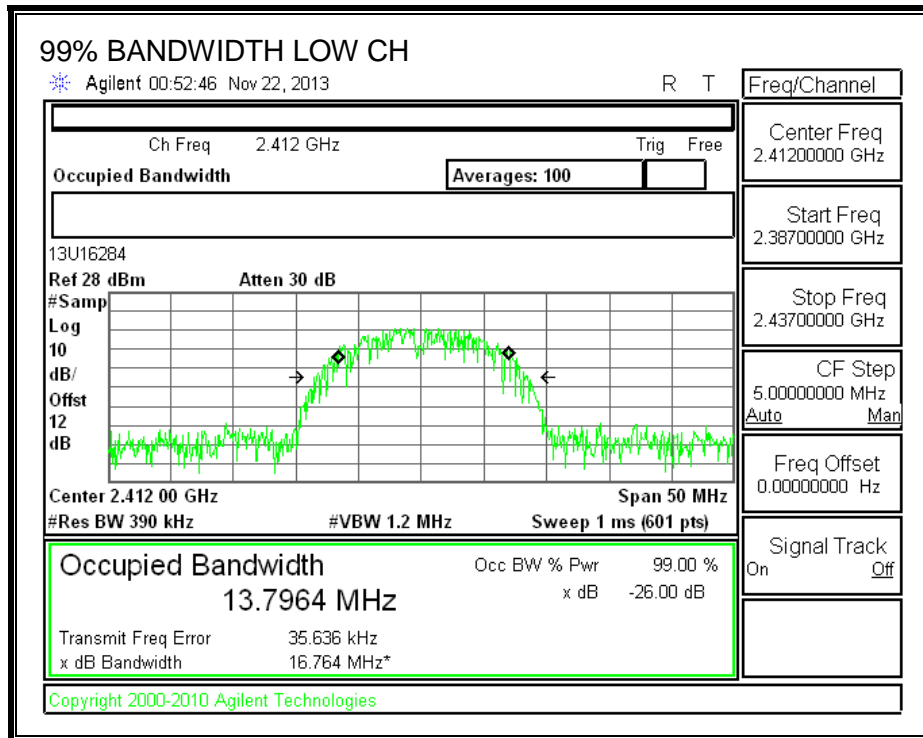 99% BANDWIDTH LOW CH
Agilent 00:52:46 Nov 22, 2013 R T
Freq/Channel
Ch Freq 2.412 GHz Trig Free
Occupied Bandwidth Averages: 100
13U16284
Ref 28 dBm Atten 30 dB
#Samp
Log
10
dB/
Offst
12
dB
Center 2.412 00 GHz Span 50 MHz
#Res BW 390 kHz #VBW 1.2 MHz Sweep 1 ms (601 pts)
Occupied Bandwidth Occ BW % Pwr 99.00 %
13.7964 MHz x dB -26.00 dB
Transmit Freq Error 35.636 kHz
x dB Bandwidth 16.764 MHz*
Copyright 2000-2010 Agilent Technologies
Center Freq
2.41200000 GHz
Start Freq
2.38700000 GHz
Stop Freq
2.43700000 GHz
CF Step
5.00000000 MHz
Auto Man
Freq Offset
0.00000000 Hz
Signal Track
On Off